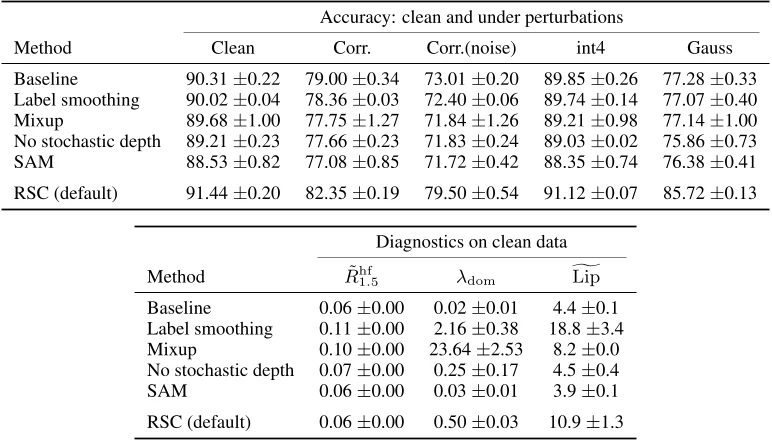 Accuracy: clean and under perturbations
Method Clean Corr. Corr.(noise) int4 Gauss
Baseline 90.31 ±0.22 79.00 ±0.34 73.01 ±0.20 89.85 ±0.26 77.28 ±0.33
Label smoothing 90.02 ±0.04 78.36 ±0.03 72.40 ±0.06 89.74 ±0.14 77.07 ±0.40
Mixup 89.68 ±1.00 77.75 ±1.27 71.84 ±1.26 89.21 ±0.98 77.14 ±1.00
No stochastic depth 89.21 ±0.23 77.66 ±0.23 71.83 ±0.24 89.03 ±0.02 75.86 ±0.73
SAM 88.53 ±0.82 77.08 ±0.85 71.72 ±0.42 88.35 ±0.74 76.38 ±0.41
RSC (default) 91.44 ±0.20 82.35 ±0.19 79.50 ±0.54 91.12 ±0.07 85.72 ±0.13
Diagnostics on clean data
Method R̃^hf_1.5 λ_dom L̃ip
Baseline 0.06 ±0.00 0.02 ±0.01 4.4 ±0.1
Label smoothing 0.11 ±0.00 2.16 ±0.38 18.8 ±3.4
Mixup 0.10 ±0.00 23.64 ±2.53 8.2 ±0.0
No stochastic depth 0.07 ±0.00 0.25 ±0.17 4.5 ±0.4
SAM 0.06 ±0.00 0.03 ±0.01 3.9 ±0.1
RSC (default) 0.06 ±0.00 0.50 ±0.03 10.9 ±1.3